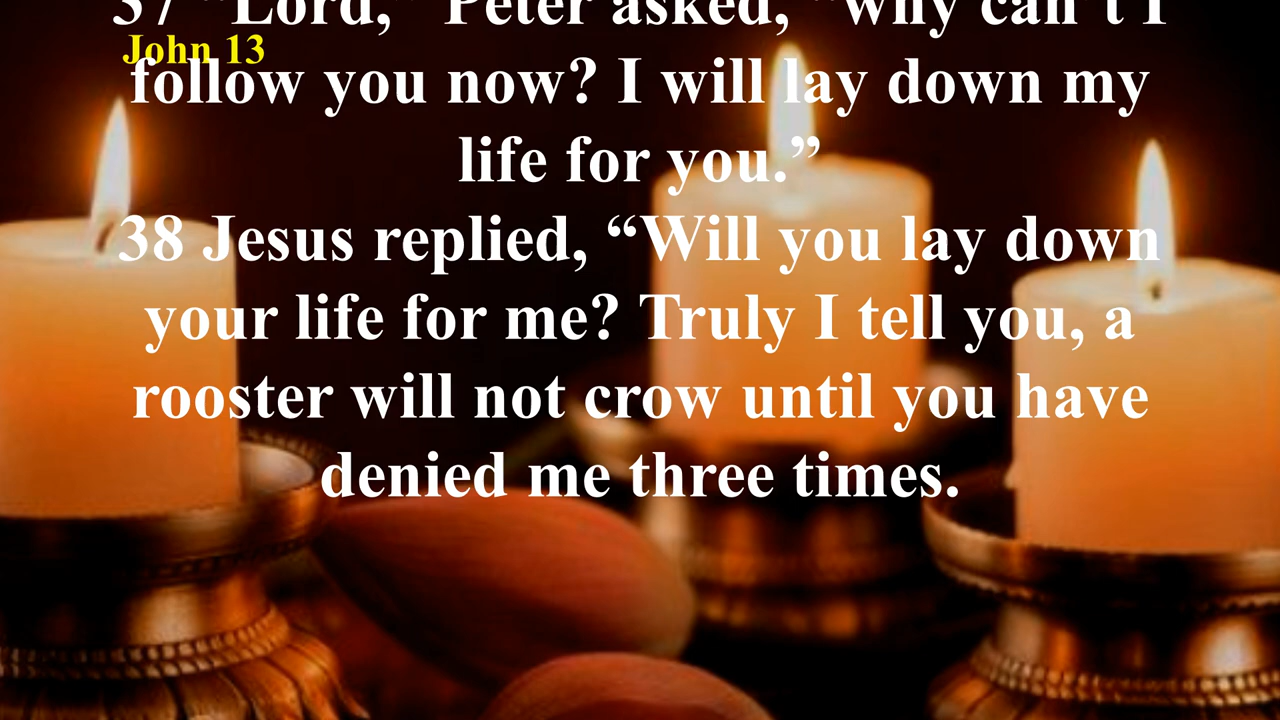 37 “Lord,” Peter asked, “why can’t I
John 13
follow you now? I will lay down my
life for you.”
38 Jesus replied, “Will you lay down
your life for me? Truly I tell you, a
rooster will not crow until you have
denied me three times.